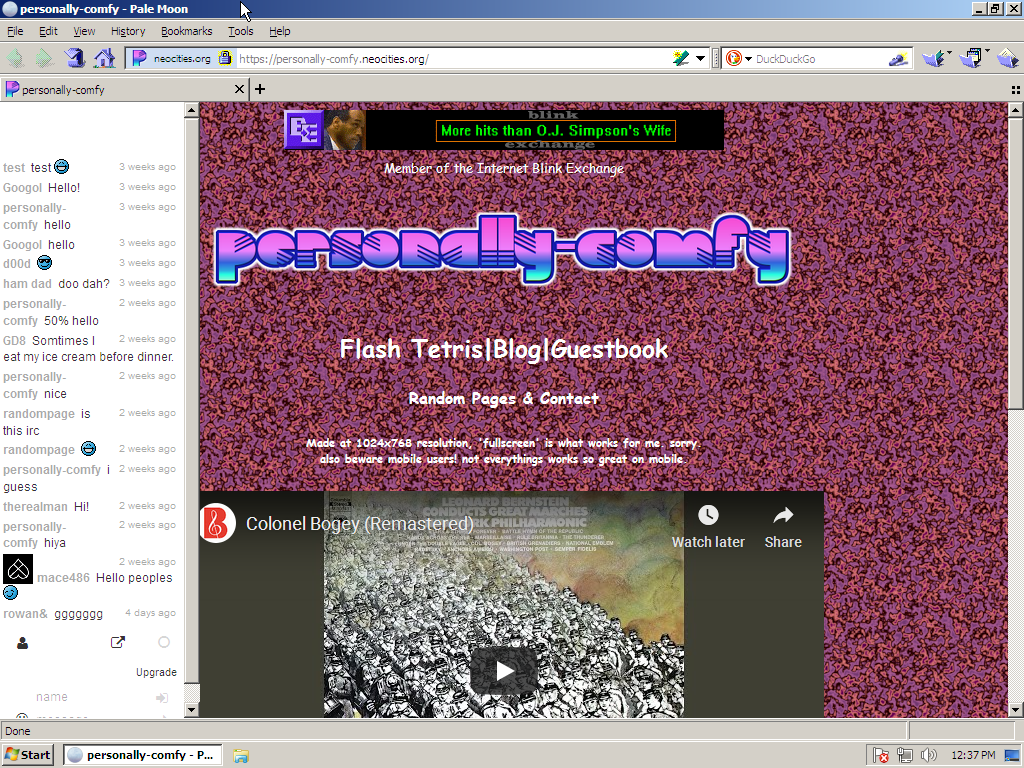 personally-comfy - Pale Moon
File Edit View History Bookmarks Tools Help
neocities.org https://personally-comfy.neocities.org/ DuckDuckGo
personally-comfy
test test 3 weeks ago
Googol Hello! 3 weeks ago
personally- 3 weeks ago
comfy hello
Googol hello 3 weeks ago
d00d 3 weeks ago
ham dad doo dah? 3 weeks ago
personally- 2 weeks ago
comfy 50% hello
GD8 Somtimes I 2 weeks ago
eat my ice cream before dinner.
personally- 2 weeks ago
comfy nice
randompage is 2 weeks ago
this irc
randompage 2 weeks ago
personally-comfy i 2 weeks ago
guess
therealman Hi! 2 weeks ago
personally- 2 weeks ago
comfy hiya
2 weeks ago
mace486 Hello peoples
rowan& ggggggg 4 days ago
Upgrade
name
blink
More hits than O.J. Simpson's Wife
exchange
Member of the Internet Blink Exchange
personally-comfy
Flash Tetris|Blog|Guestbook
Random Pages & Contact
Made at 1024x768 resolution, "fullscreen" is what works for me. sorry.
also beware mobile users! not everythings works so great on mobile.
LEONARD BERNSTEIN
CONDUCTS GREAT MARCHES
Colonel Bogey (Remastered)
Watch later Share
Done
Start personally-comfy - P... 12:37 PM